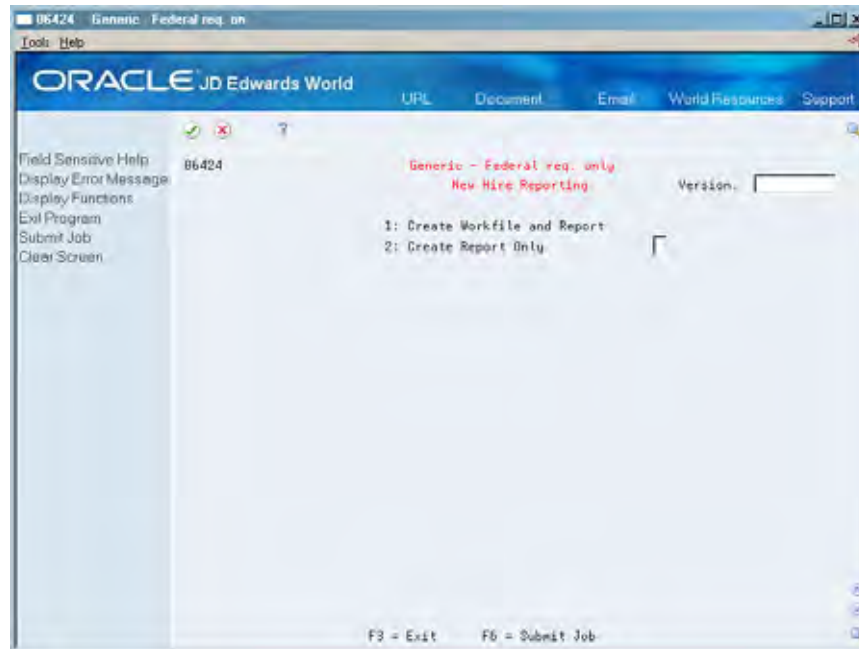 06424 Generic - Federal req. on
Tools Help
ORACLE JD Edwards World
URL Document Email World Resources Support
?
Field Sensitive Help
Display Error Message
Display Functions
Exit Program
Submit Job
Clear Screen
06424
Generic - Federal req. only
New Hire Reporting
Version.
1: Create Workfile and Report
2: Create Report Only
F3 = Exit F6 = Submit Job